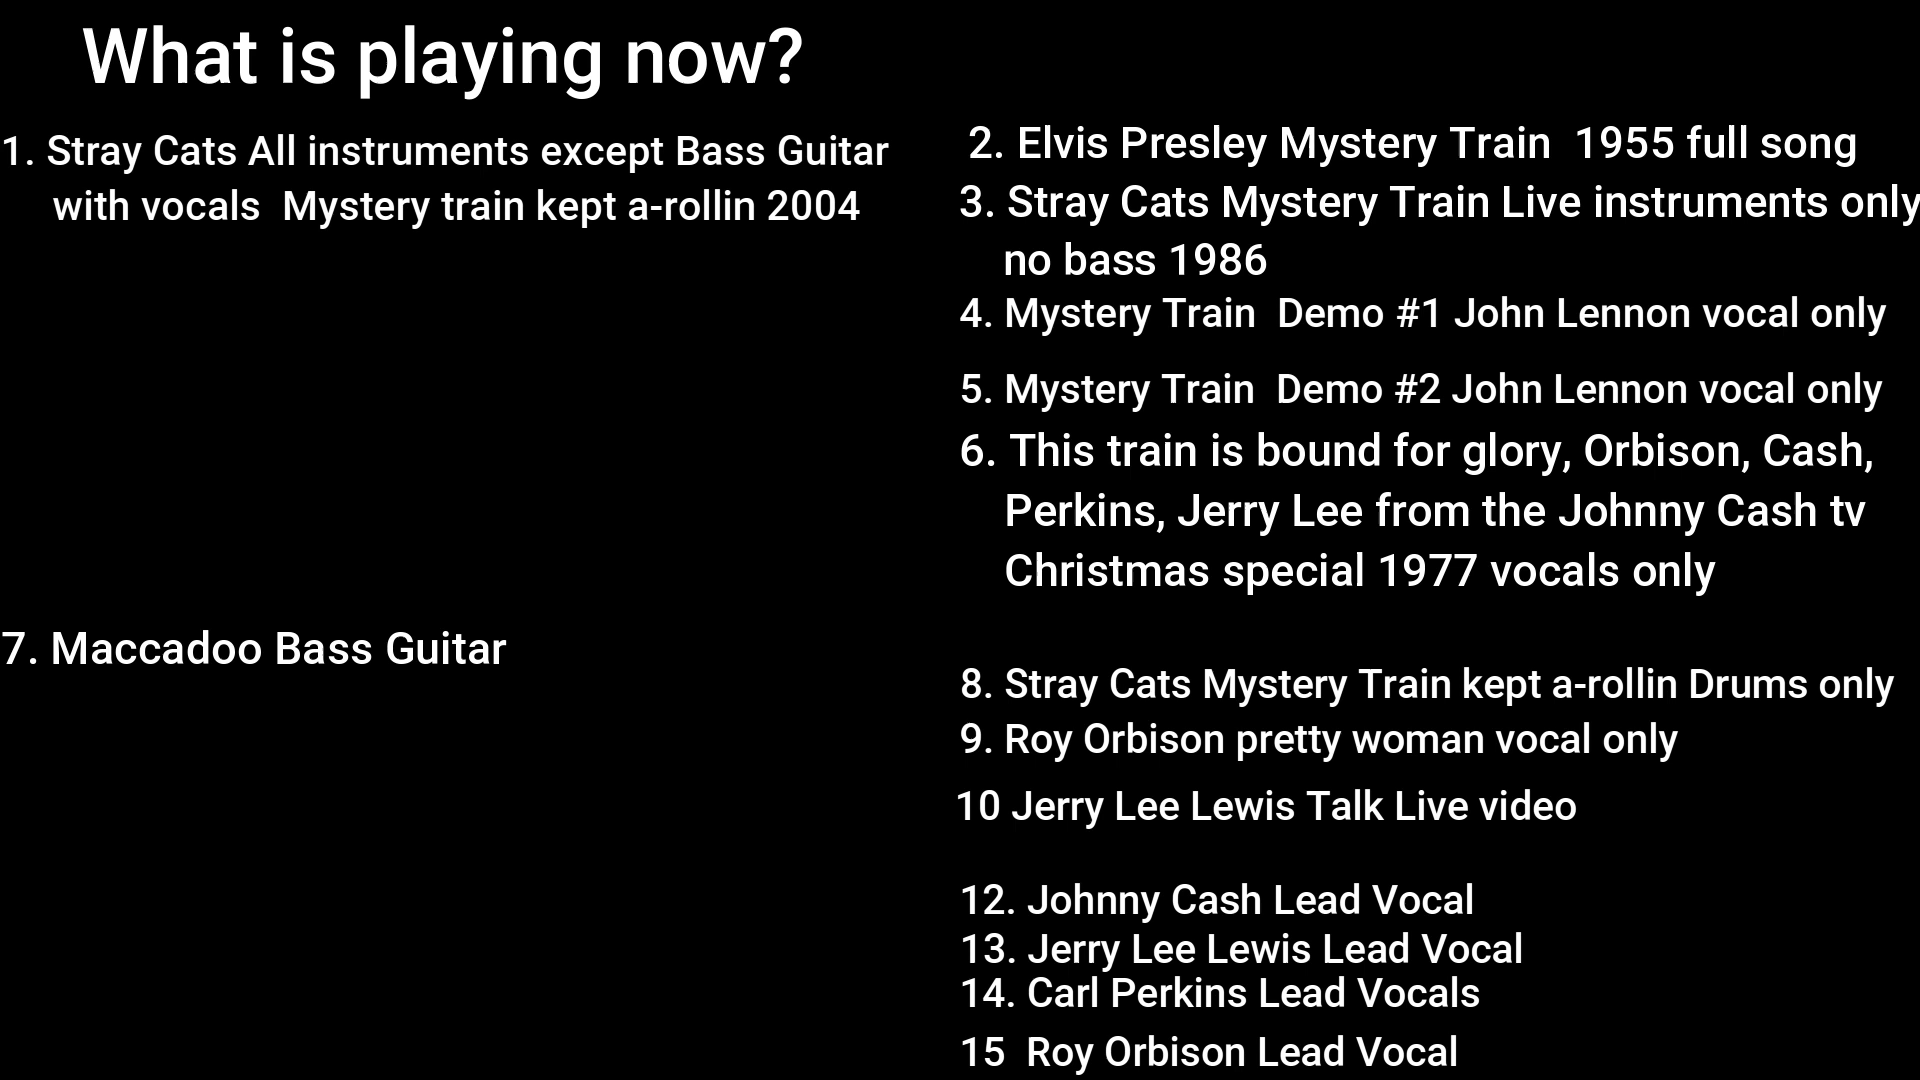 What is playing now?
1. Stray Cats All instruments except Bass Guitar
with vocals  Mystery train kept a-rollin 2004
2. Elvis Presley Mystery Train  1955 full song
3. Stray Cats Mystery Train Live instruments only
no bass 1986
4. Mystery Train  Demo #1 John Lennon vocal only
5. Mystery Train  Demo #2 John Lennon vocal only
6. This train is bound for glory, Orbison, Cash,
Perkins, Jerry Lee from the Johnny Cash tv
Christmas special 1977 vocals only
7. Maccadoo Bass Guitar
8. Stray Cats Mystery Train kept a-rollin Drums only
9. Roy Orbison pretty woman vocal only
10 Jerry Lee Lewis Talk Live video
12. Johnny Cash Lead Vocal
13. Jerry Lee Lewis Lead Vocal
14. Carl Perkins Lead Vocals
15  Roy Orbison Lead Vocal